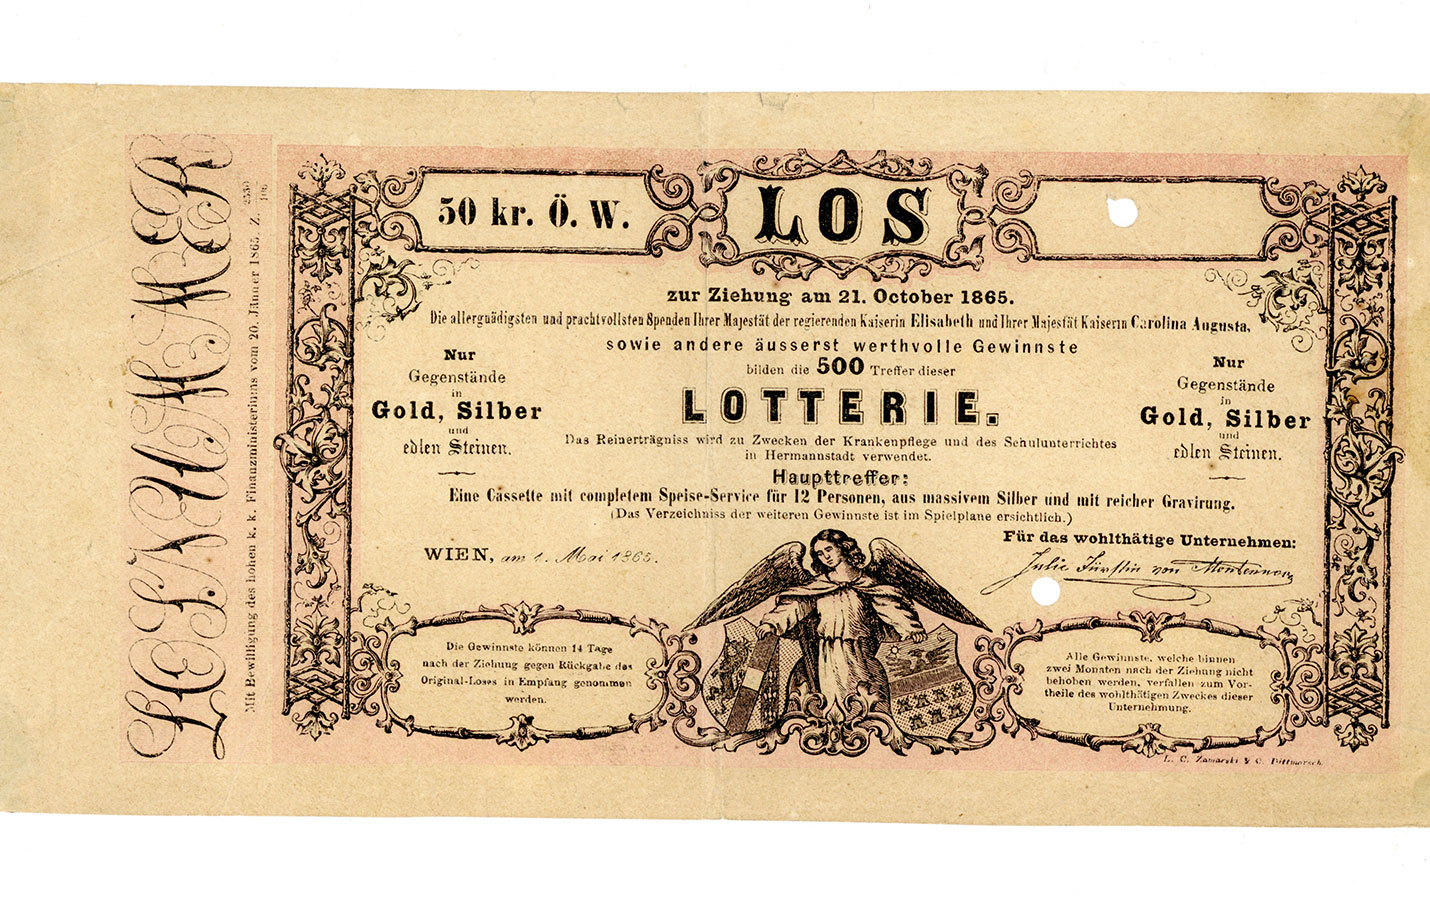 LOSNUMMER
Mit Bewilligung des hohen k. k. Finanzministeriums vom 20. Jänner 1865. Z. 2530/106
50 kr. Ö. W.
LOS
zur Ziehung am 21. October 1865.
Die allergnädigsten und prachtvollsten Spenden Ihrer Majestät der regierenden Kaiserin Elisabeth und Ihrer Majestät Kaiserin Carolina Augusta,
sowie andere äusserst werthvolle Gewinnste
bilden die 500 Treffer dieser
LOTTERIE.
Nur
Gegenstände
in
Gold, Silber
und
edlen Steinen.
Nur
Gegenstände
in
Gold, Silber
und
edlen Steinen.
Das Reinerträgniss wird zu Zwecken der Krankenpflege und des Schulunterrichtes
in Hermannstadt verwendet.
Haupttreffer:
Eine Cassette mit completem Speise-Service für 12 Personen, aus massivem Silber und mit reicher Gravirung.
(Das Verzeichniss der weiteren Gewinnste ist im Spielplane ersichtlich.)
WIEN, am 1. Mai 1865.
Für das wohlthätige Unternehmen:
Julie Fürstin von Montenuovo
Die Gewinnste können 14 Tage
nach der Ziehung gegen Rückgabe des
Original-Loses in Empfang genommen
werden.
Alle Gewinnste, welche binnen
zwei Monaten nach der Ziehung nicht
behoben werden, verfallen zum Vor-
theile des wohlthätigen Zweckes dieser
Unternehmung.
L. C. Zamarski & C. Dittmarsch